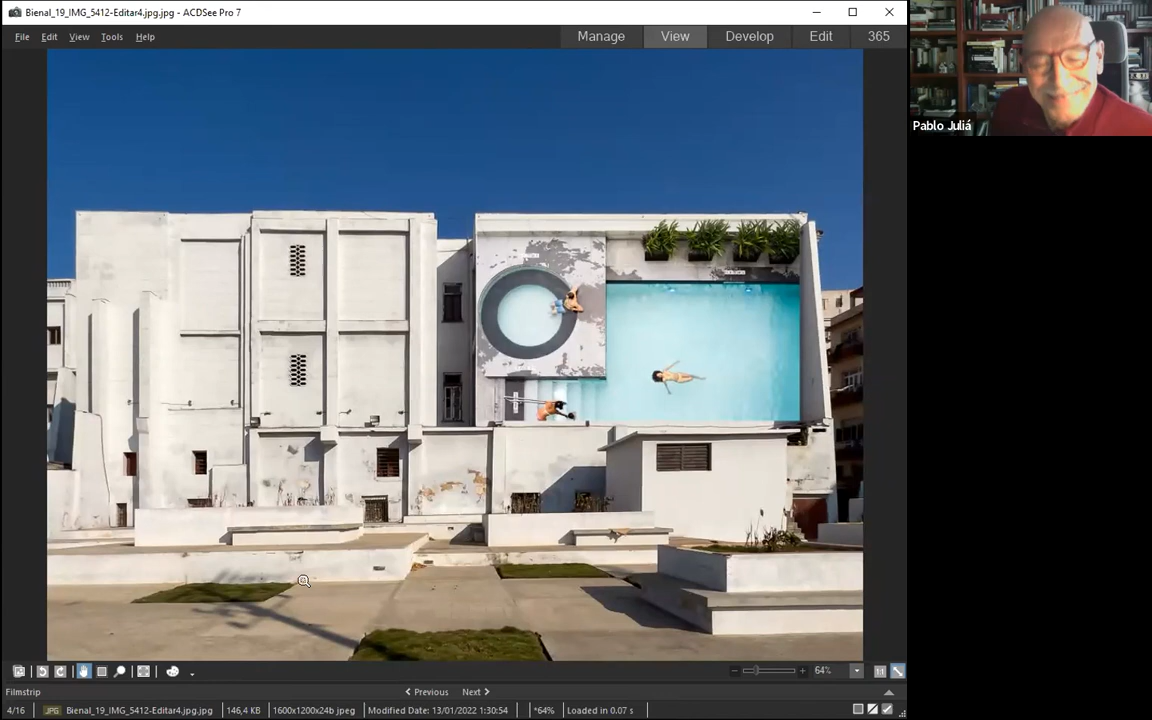 Bienal_19_IMG_5412-Editar4.jpg.jpg - ACDSee Pro 7
File Edit View Tools Help
Manage View Develop Edit 365
Pablo Juliá
64%
Filmstrip
Previous Next
4/16 JPG Bienal_19_IMG_5412-Editar4.jpg.jpg 146,4 KB 1600x1200x24b jpeg Modified Date: 13/01/2022 1:30:54 *64% Loaded in 0.07 s